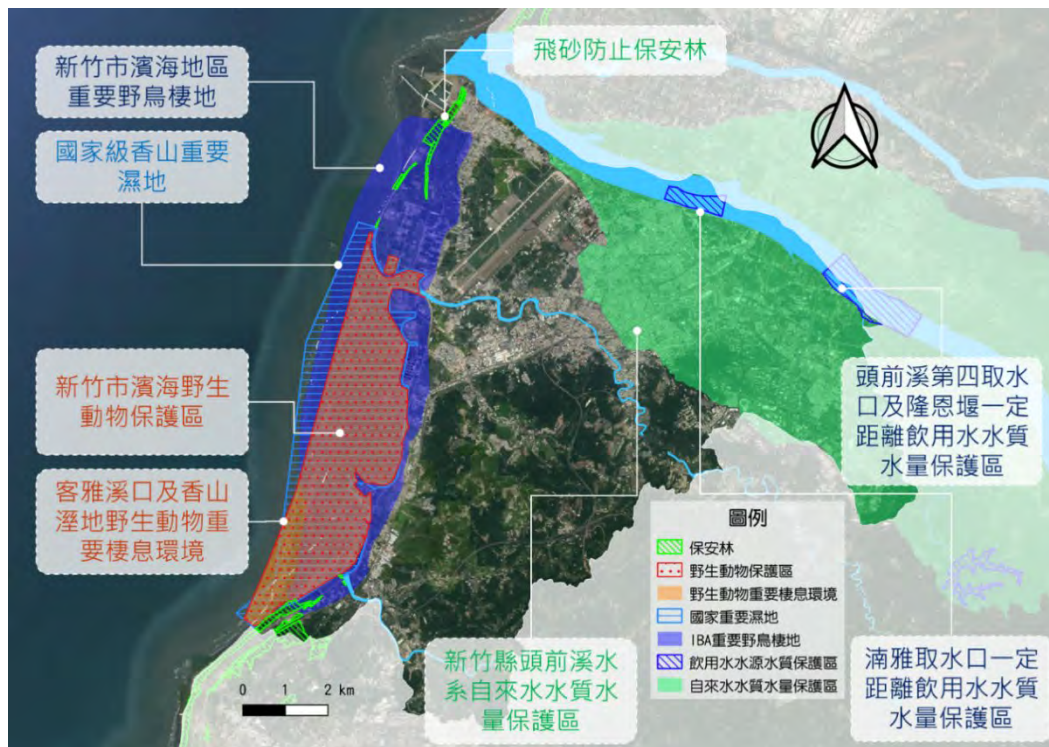 新竹市濱海地區
重要野鳥棲地
飛砂防止保安林
國家級香山重要
濕地
新竹市濱海野生
動物保護區
客雅溪口及香山
溼地野生動物重
要棲息環境
頭前溪第四取水
口及隆恩堰一定
距離飲用水水質
水量保護區
圖例
保安林
野生動物保護區
野生動物重要棲息環境
國家重要濕地
IBA重要野鳥棲地
飲用水水源水質保護區
自來水水質水量保護區
新竹縣頭前溪水
系自來水水質水
量保護區
湳雅取水口一定
距離飲用水水質
水量保護區
0 1 2 km